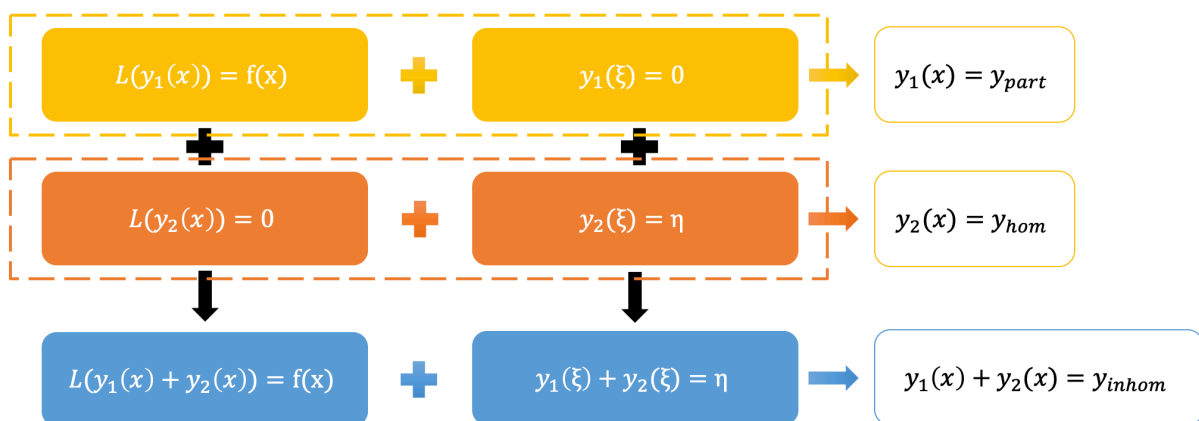 L(y₁(x)) = f(x)
y₁(ξ) = 0
y₁(x) = y_part
L(y₂(x)) = 0
y₂(ξ) = η
y₂(x) = y_hom
L(y₁(x) + y₂(x)) = f(x)
y₁(ξ) + y₂(ξ) = η
y₁(x) + y₂(x) = y_inhom